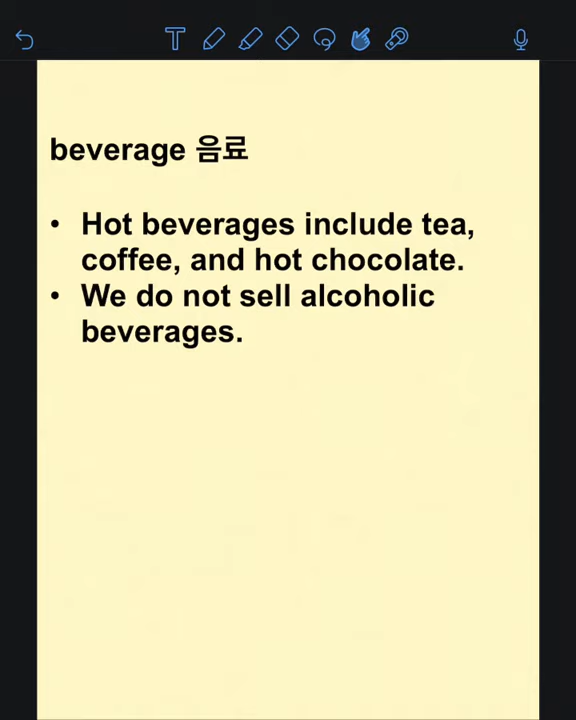 beverage 음료
• Hot beverages include tea,
coffee, and hot chocolate.
• We do not sell alcoholic
beverages.